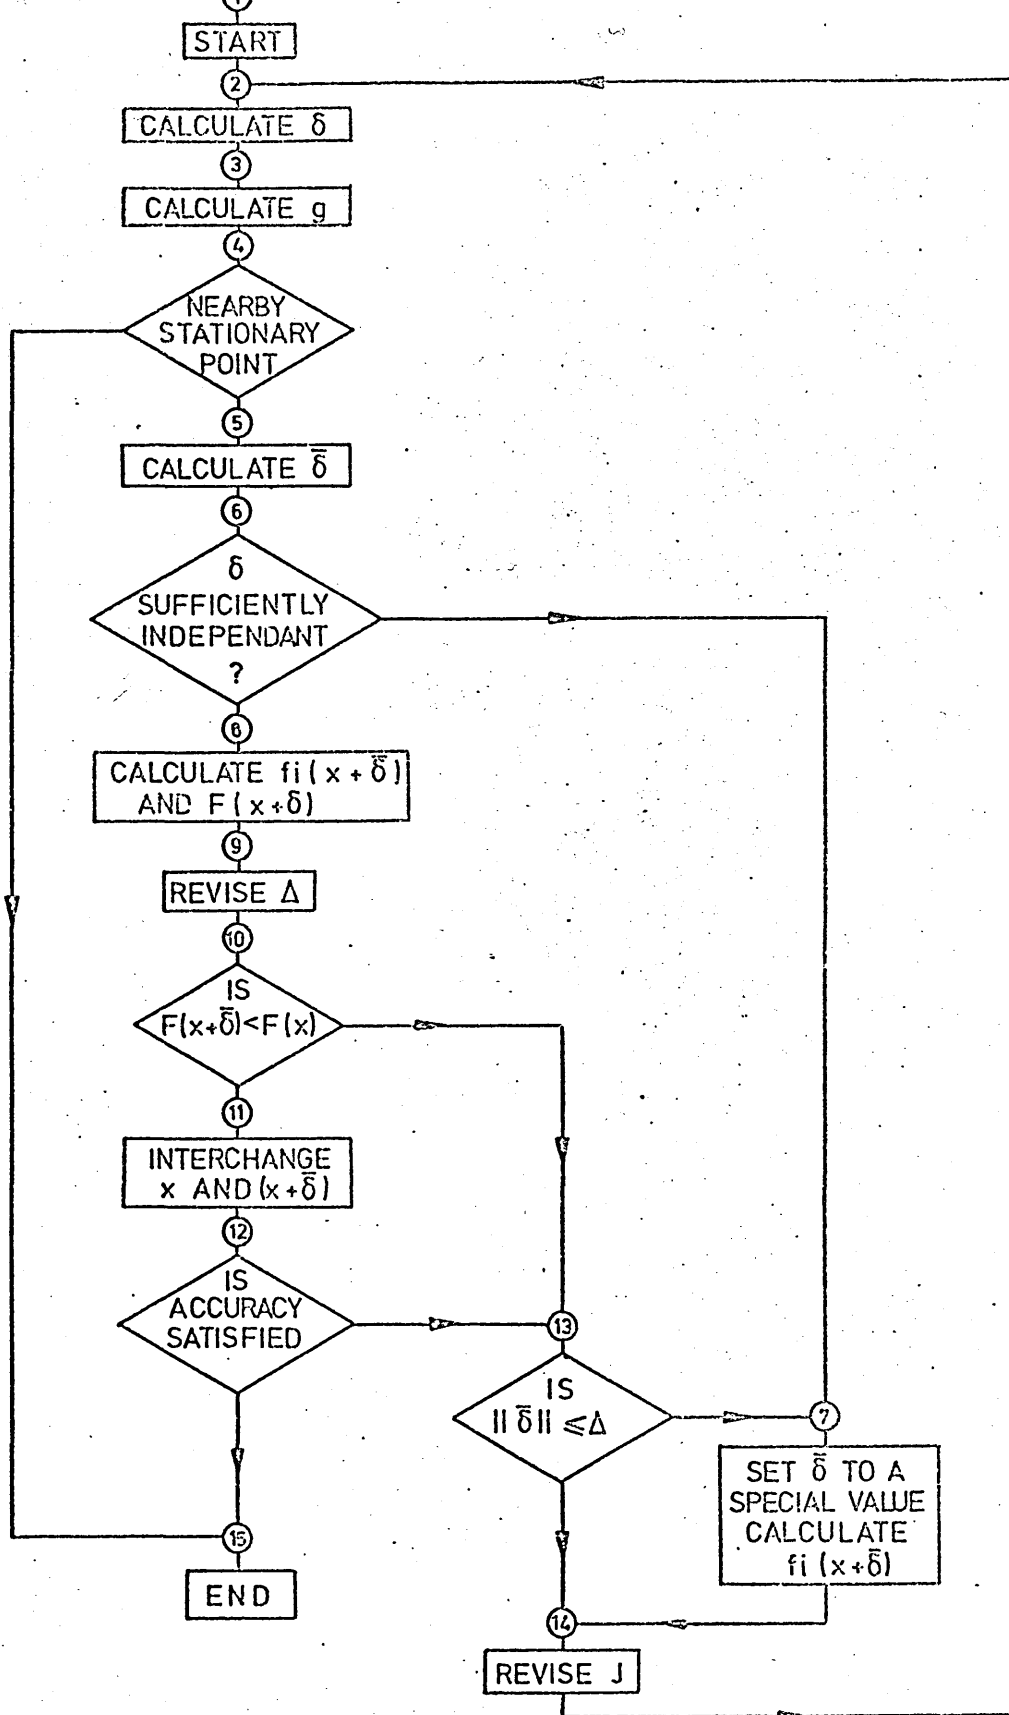 1
START
2
CALCULATE δ
3
CALCULATE g
4
NEARBY
STATIONARY
POINT
5
CALCULATE δ̅
6
δ
SUFFICIENTLY
INDEPENDANT
?
8
CALCULATE fi(x+δ̅)
AND F(x+δ)
9
REVISE Δ
10
IS
F(x+δ̅)<F(x)
11
INTERCHANGE
x AND (x+δ̅)
12
IS
ACCURACY
SATISFIED
13
IS
||δ̅|| ⩽Δ
7
SET δ̅ TO A
SPECIAL VALUE
CALCULATE
fi(x+δ̅)
15
END
14
REVISE J